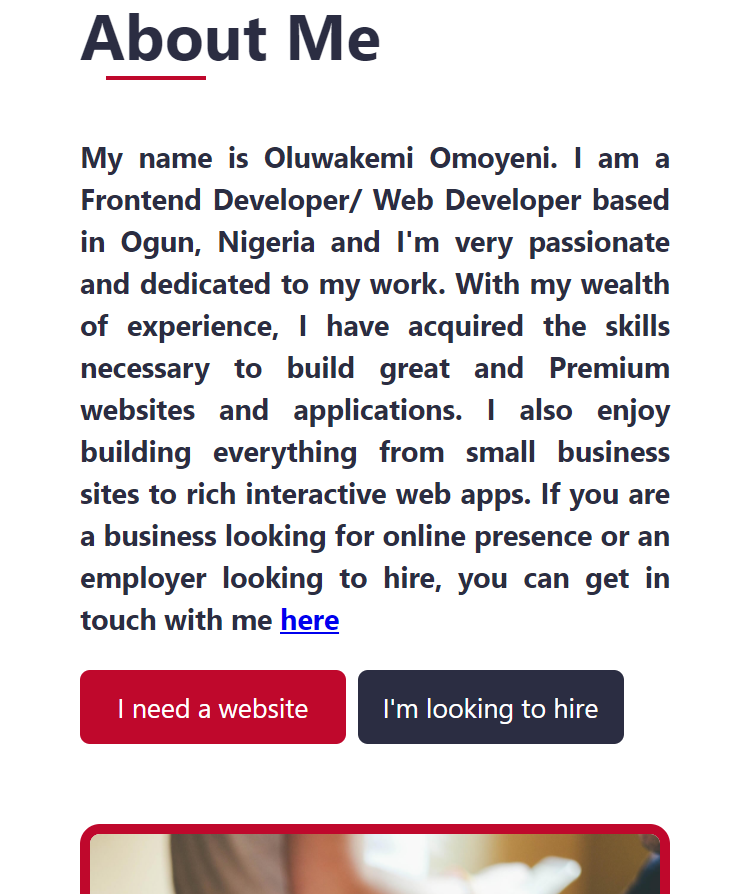 About Me
My name is Oluwakemi Omoyeni. I am a
Frontend Developer/ Web Developer based
in Ogun, Nigeria and I'm very passionate
and dedicated to my work. With my wealth
of experience, I have acquired the skills
necessary to build great and Premium
websites and applications. I also enjoy
building everything from small business
sites to rich interactive web apps. If you are
a business looking for online presence or an
employer looking to hire, you can get in
touch with me here
I need a website
I'm looking to hire